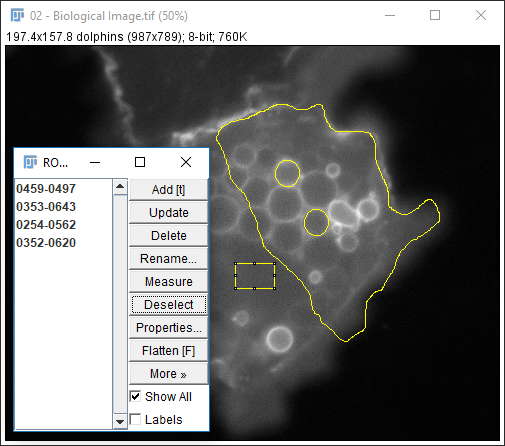 02 - Biological Image.tif (50%)
197.4x157.8 dolphins (987x789); 8-bit; 760K
RO...
0459-0497
0353-0643
0254-0562
0352-0620
Add [t]
Update
Delete
Rename...
Measure
Deselect
Properties...
Flatten [F]
More »
Show All
Labels